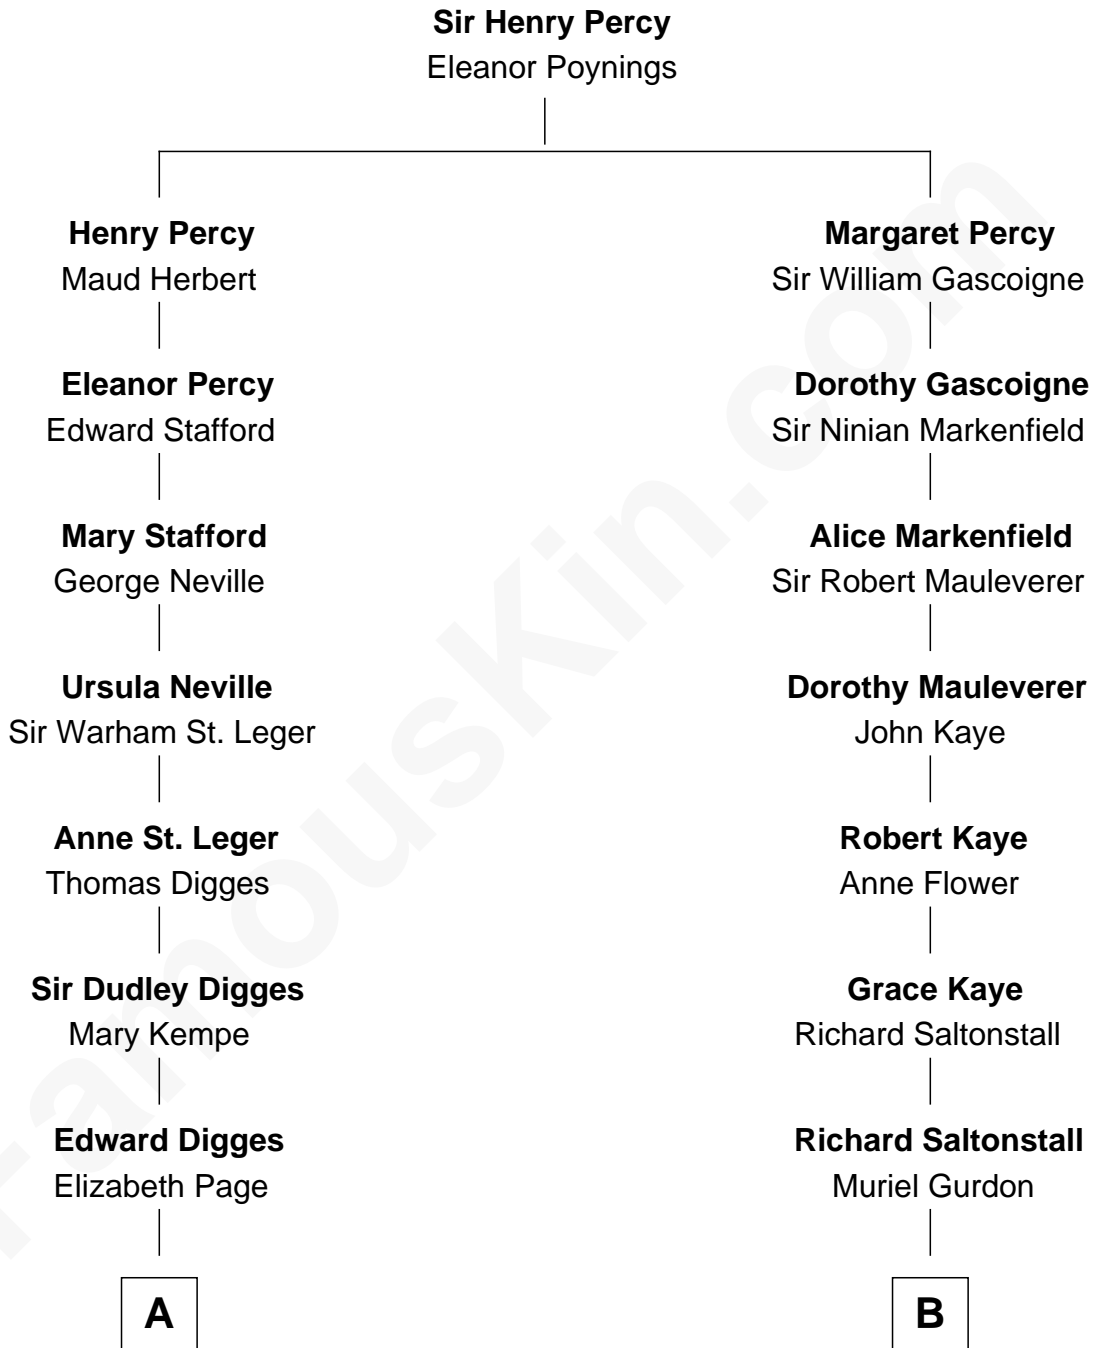 Sir Henry Percy
Eleanor Poynings
Henry Percy
Maud Herbert
Eleanor Percy
Edward Stafford
Mary Stafford
George Neville
Ursula Neville
Sir Warham St. Leger
Anne St. Leger
Thomas Digges
Sir Dudley Digges
Mary Kempe
Edward Digges
Elizabeth Page
A
Margaret Percy
Sir William Gascoigne
Dorothy Gascoigne
Sir Ninian Markenfield
Alice Markenfield
Sir Robert Mauleverer
Dorothy Mauleverer
John Kaye
Robert Kaye
Anne Flower
Grace Kaye
Richard Saltonstall
Richard Saltonstall
Muriel Gurdon
B
FamousKin.com